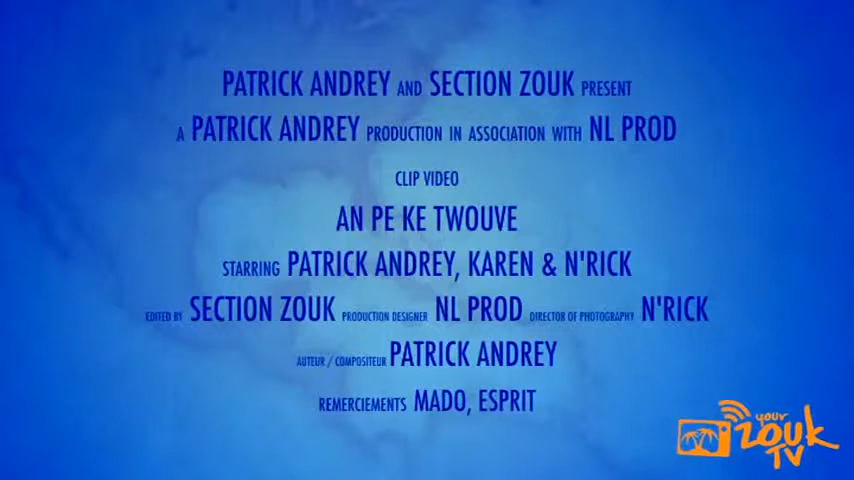 PATRICK ANDREY AND SECTION ZOUK PRESENT
A PATRICK ANDREY PRODUCTION IN ASSOCIATION WITH NL PROD
CLIP VIDEO
AN PE KE TWOUVE
STARRING PATRICK ANDREY, KAREN & N'RICK
EDITED BY SECTION ZOUK PRODUCTION DESIGNER NL PROD DIRECTOR OF PHOTOGRAPHY N'RICK
AUTEUR / COMPOSITEUR PATRICK ANDREY
REMERCIEMENTS MADO, ESPRIT
your
zouk
TV